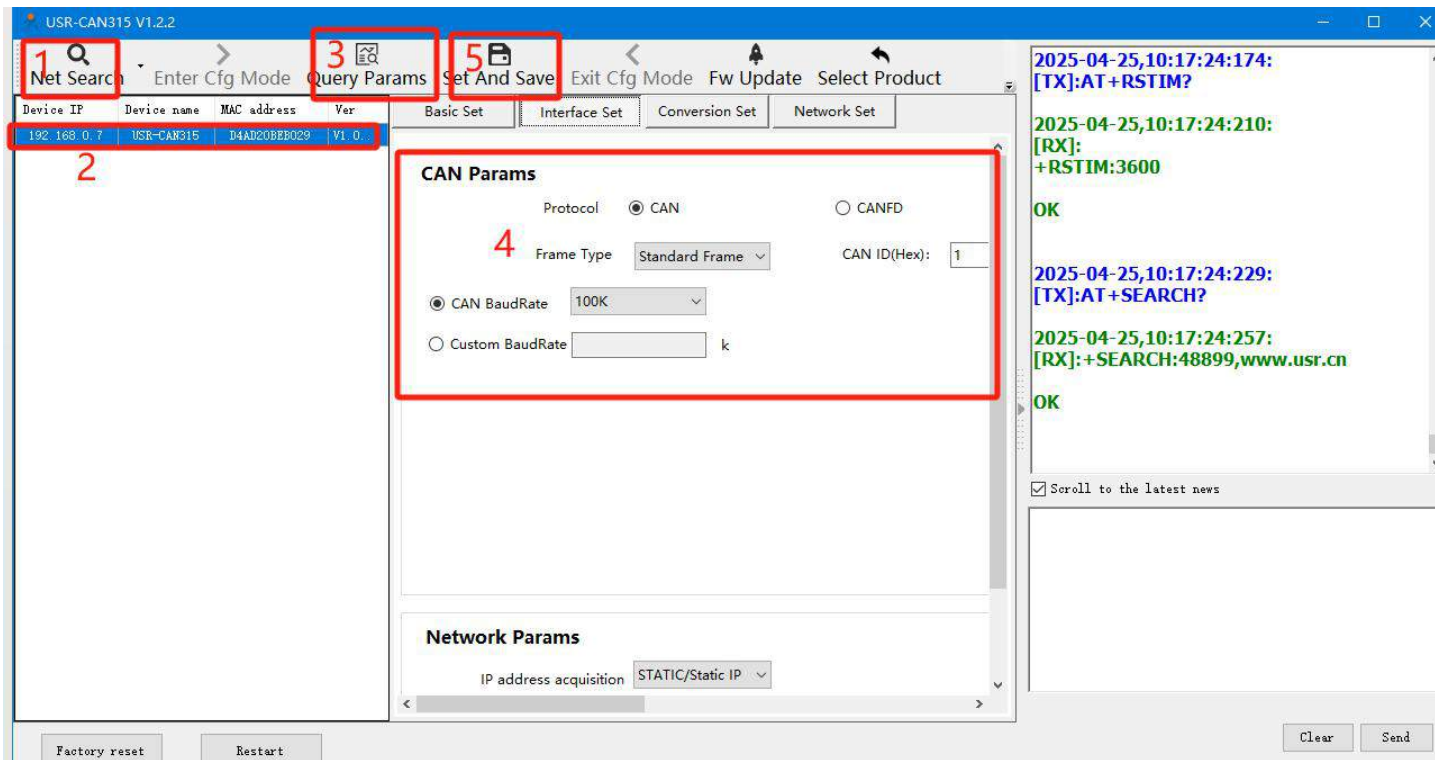 USR-CAN315 V1.2.2
1 3 5
Net Search Enter Cfg Mode Query Params Set And Save Exit Cfg Mode Fw Update Select Product
Device IP Device name MAC address Ver
192.168.0.7 USR-CAN315 D4AD20BEB029 V1.0.
2
Basic Set Interface Set Conversion Set Network Set
CAN Params
Protocol CAN CANFD
4
Frame Type Standard Frame CAN ID(Hex): 1
CAN BaudRate 100K
Custom BaudRate k
Network Params
IP address acquisition STATIC/Static IP
2025-04-25,10:17:24:174:
[TX]:AT+RSTIM?
2025-04-25,10:17:24:210:
[RX]:
+RSTIM:3600
OK
2025-04-25,10:17:24:229:
[TX]:AT+SEARCH?
2025-04-25,10:17:24:257:
[RX]:+SEARCH:48899,www.usr.cn
OK
Scroll to the latest news
Factory reset Restart
Clear Send